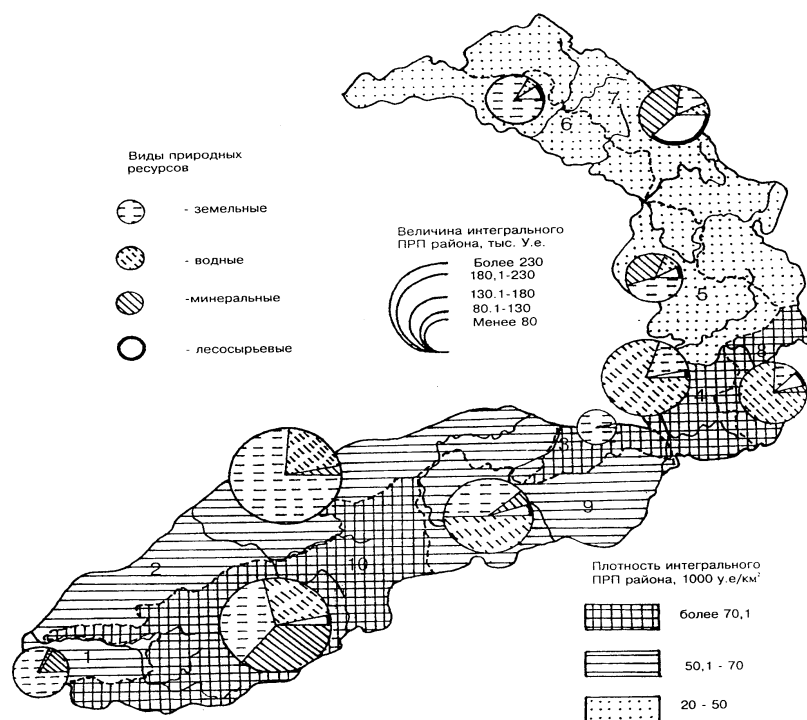 Виды природных
ресурсов
- земельные
- водные
-минеральные
- лесосырьевые
Величина интегрального
ПРП района, тыс. У.е.
Более 230
180,1-230
130.1-180
80.1-130
Менее 80
6
7
5
8
4
3
9
2
10
1
Плотность интегрального
ПРП района, 1000 у.е/км²
более 70,1
50,1 - 70
20 - 50